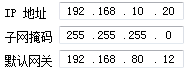 IP 地址 192 .168 . 10 . 20
子网掩码 255 .255 .255 . 0
默认网关 192 .168 . 80 . 12